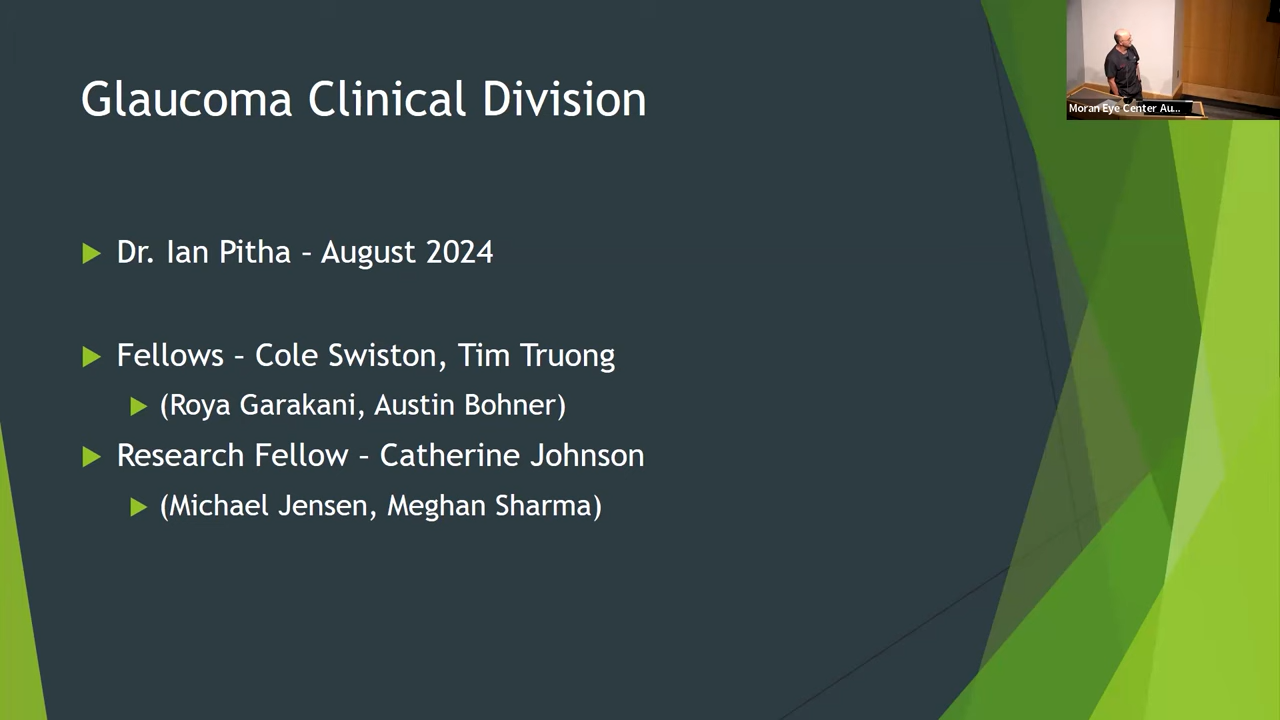 Glaucoma Clinical Division
Dr. Ian Pitha – August 2024
Fellows – Cole Swiston, Tim Truong
(Roya Garakani, Austin Bohner)
Research Fellow – Catherine Johnson
(Michael Jensen, Meghan Sharma)
Moran Eye Center Au...